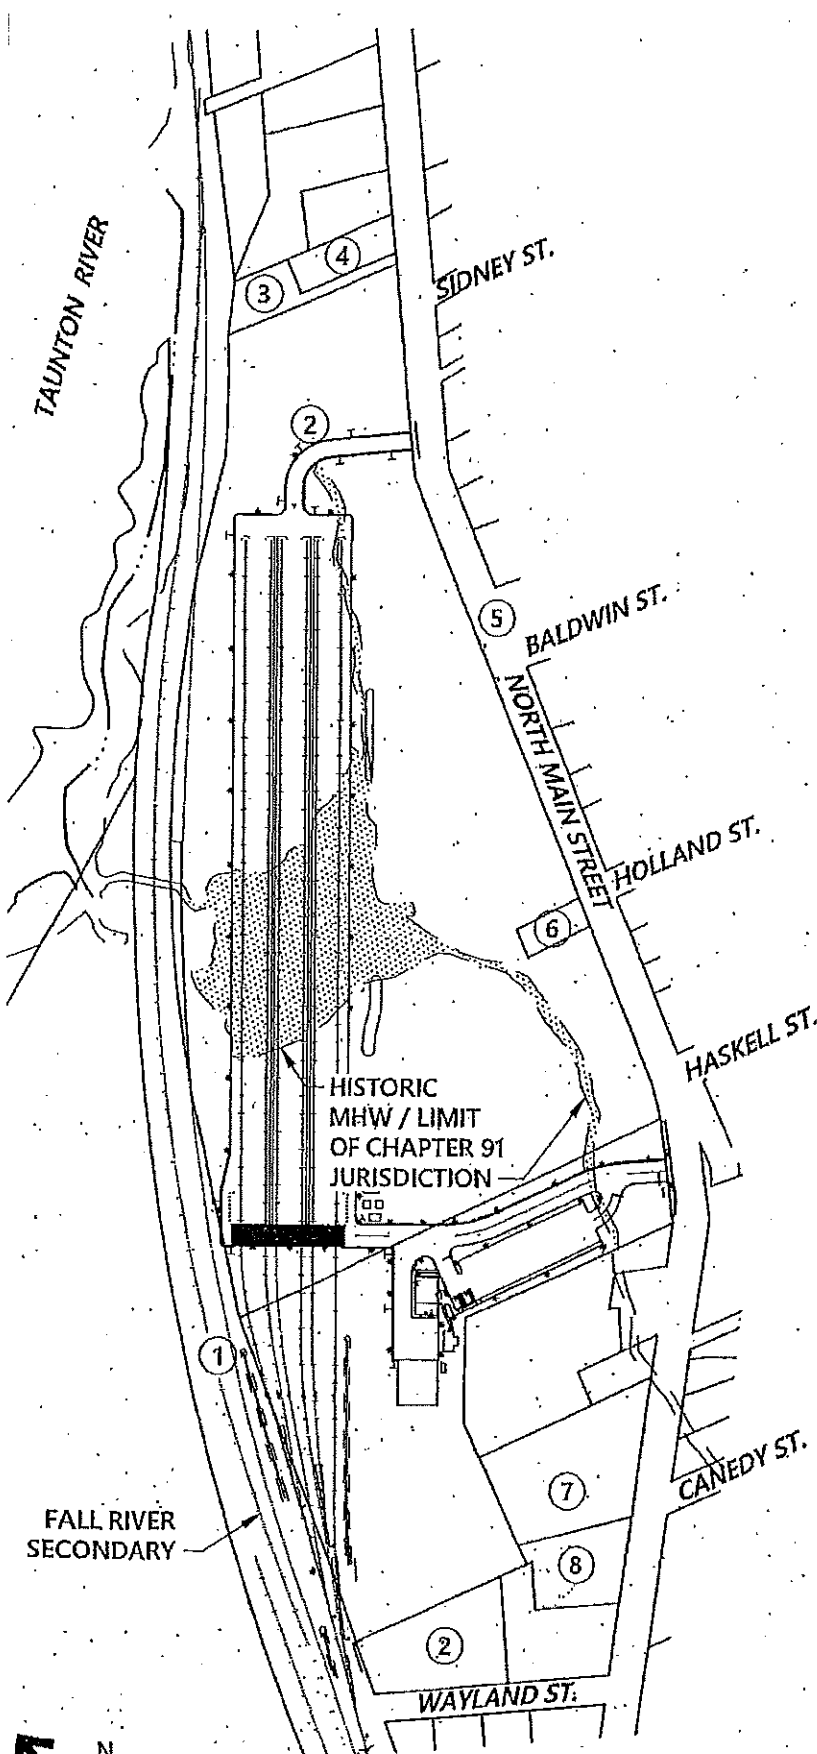 TAUNTON RIVER
4
3
SIDNEY ST.
2
5
BALDWIN ST.
NORTH MAIN STREET
HOLLAND ST.
6
HASKELL ST.
HISTORIC
MHW / LIMIT
OF CHAPTER 91
JURISDICTION
1
CANEDY ST.
7
FALL RIVER
SECONDARY
8
2
WAYLAND ST.
N